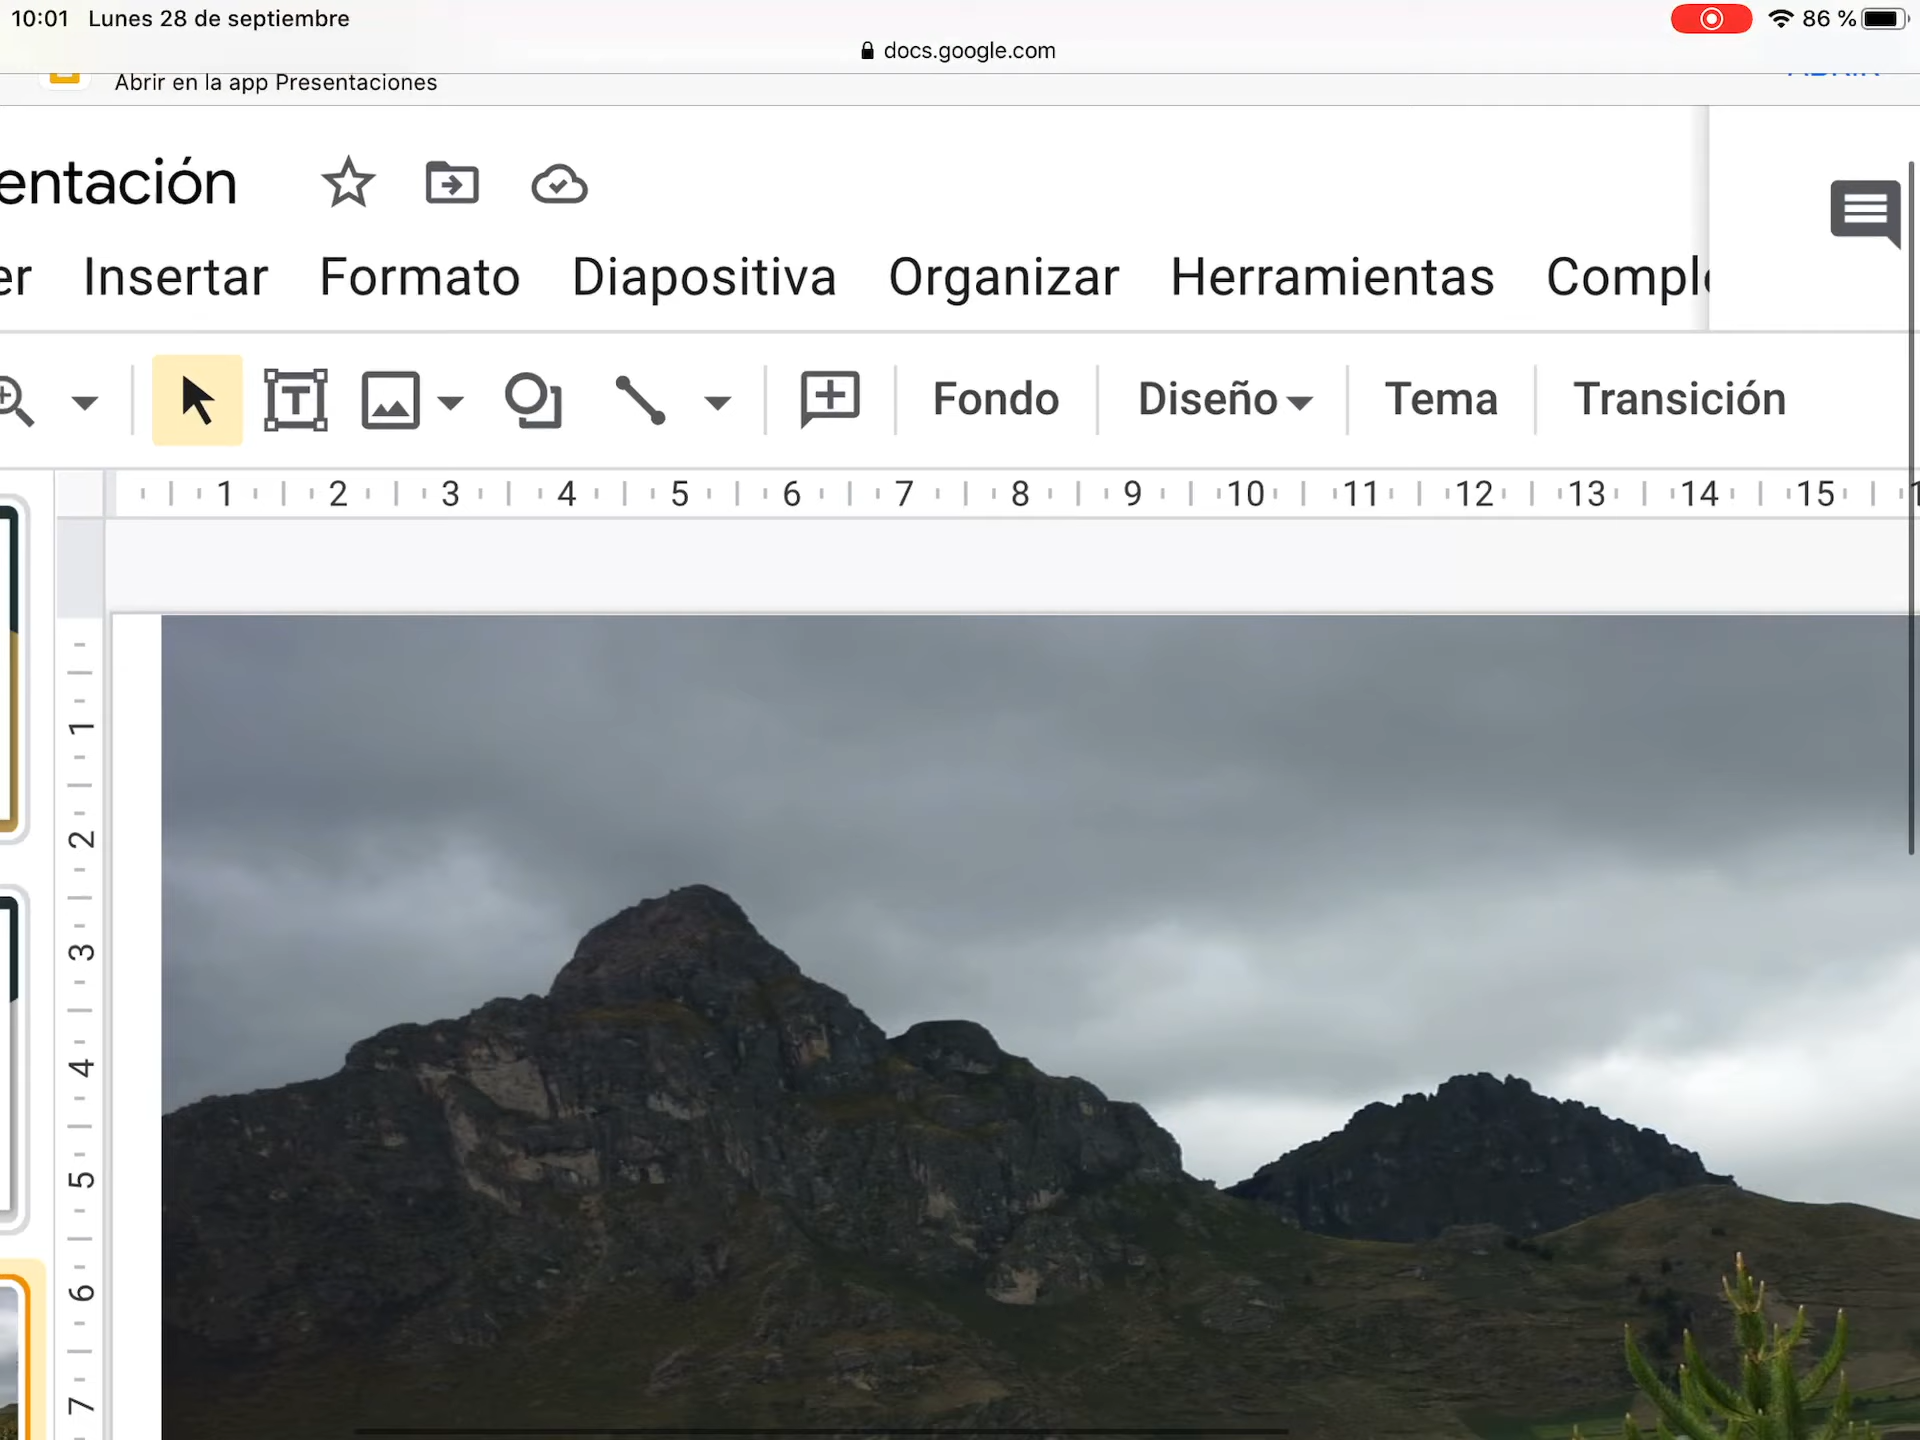 10:01 Lunes 28 de septiembre 86 %
docs.google.com
Abrir en la app Presentaciones
entación
er Insertar Formato Diapositiva Organizar Herramientas Comple
Fondo Diseño Tema Transición
1 2 3 4 5 6 7 8 9 10 11 12 13 14 15
1
2
3
4
5
6
7